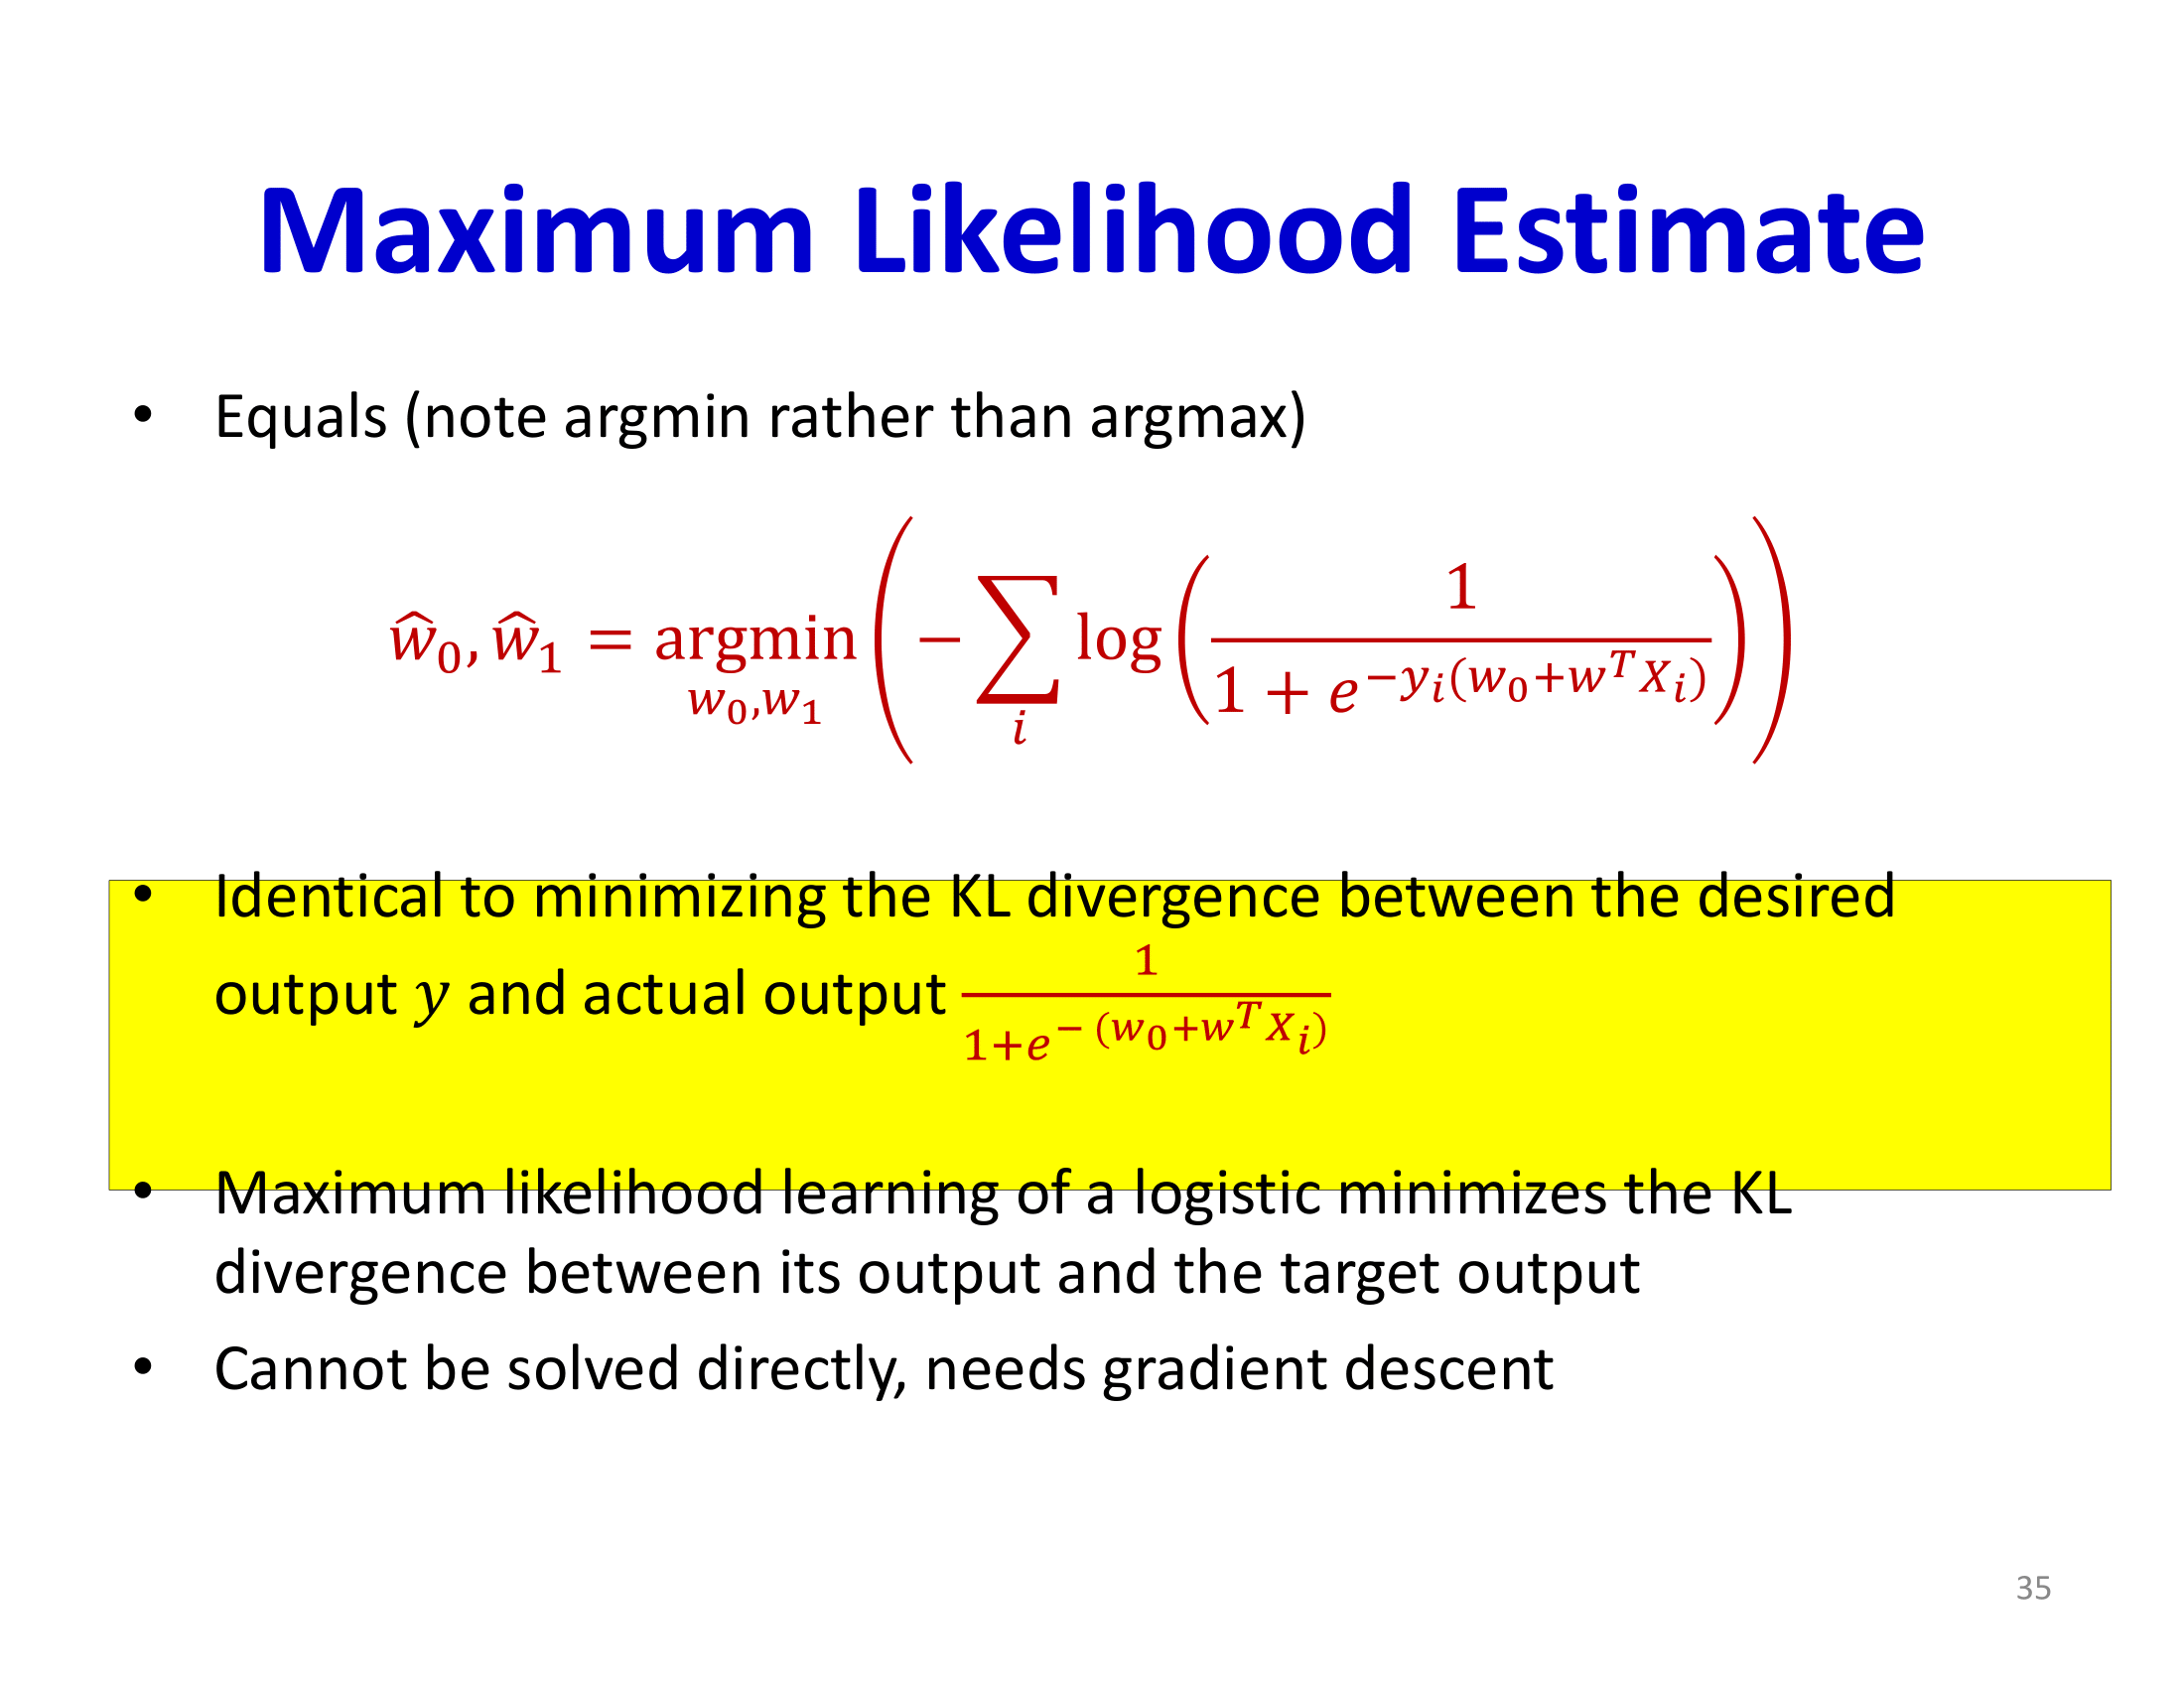 Maximum Likelihood Estimate
• Equals (note argmin rather than argmax)
$\hat{w}_0, \hat{w}_1 = \underset{w_0,w_1}{\operatorname{argmin}} \left( -\sum_i \log \left( \frac{1}{1 + e^{-y_i(w_0+w^T x_i)}} \right) \right)$
• Identical to minimizing the KL divergence between the desired
output $y$ and actual output $\frac{1}{1+e^{-(w_0+w^T x_i)}}$
• Maximum likelihood learning of a logistic minimizes the KL
divergence between its output and the target output
• Cannot be solved directly, needs gradient descent
35